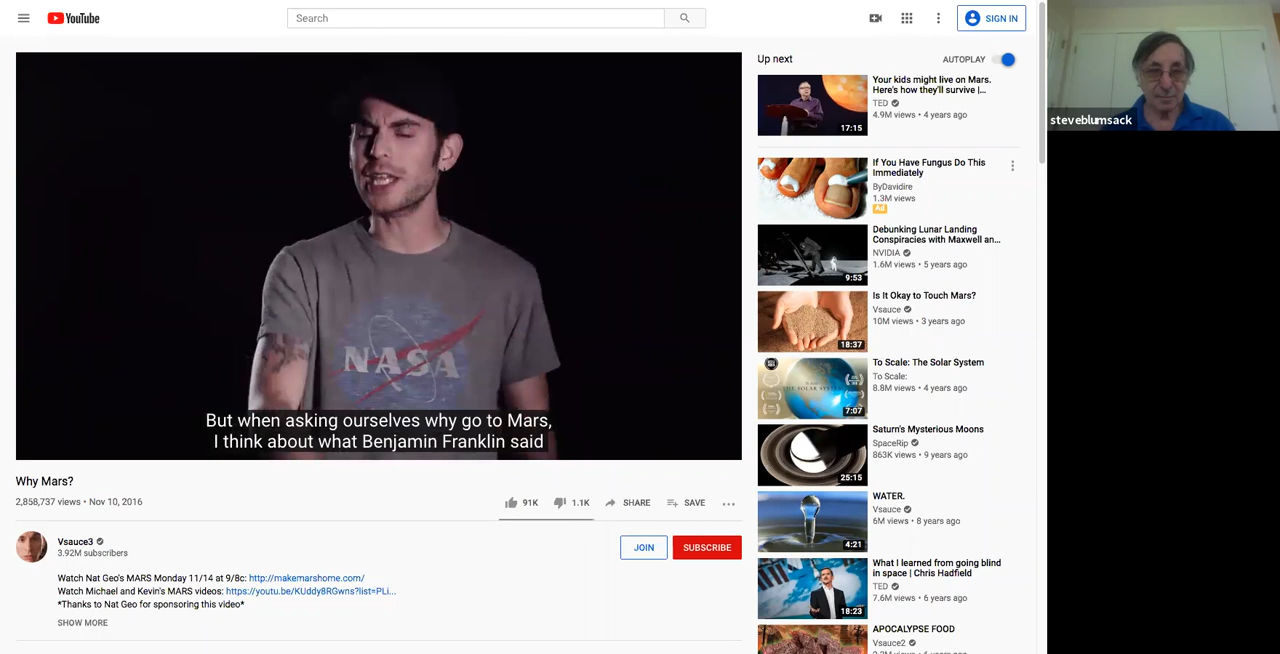 YouTube
Search
SIGN IN
NASA
But when asking ourselves why go to Mars,
I think about what Benjamin Franklin said
Why Mars?
2,858,737 views • Nov 10, 2016
91K
1.1K
SHARE
SAVE
Vsauce3
3.92M subscribers
JOIN
SUBSCRIBE
Watch Nat Geo's MARS Monday 11/14 at 9/8c: http://makemarshome.com/
Watch Michael and Kevin's MARS videos: https://youtu.be/KUddy8RGwns?list=PLi...
*Thanks to Nat Geo for sponsoring this video*
SHOW MORE
Up next
AUTOPLAY
Your kids might live on Mars.
Here's how they'll survive |...
TED
4.9M views • 4 years ago
17:15
If You Have Fungus Do This
Immediately
ByDavidire
1.3M views
Ad
Debunking Lunar Landing
Conspiracies with Maxwell an...
NVIDIA
1.6M views • 5 years ago
9:53
Is It Okay to Touch Mars?
Vsauce
10M views • 3 years ago
18:37
To Scale: The Solar System
To Scale:
8.8M views • 4 years ago
7:07
Saturn's Mysterious Moons
SpaceRip
863K views • 9 years ago
25:15
WATER.
Vsauce
6M views • 8 years ago
4:21
What I learned from going blind
in space | Chris Hadfield
TED
7.6M views • 6 years ago
18:23
APOCALYPSE FOOD
Vsauce2
steveblumsack